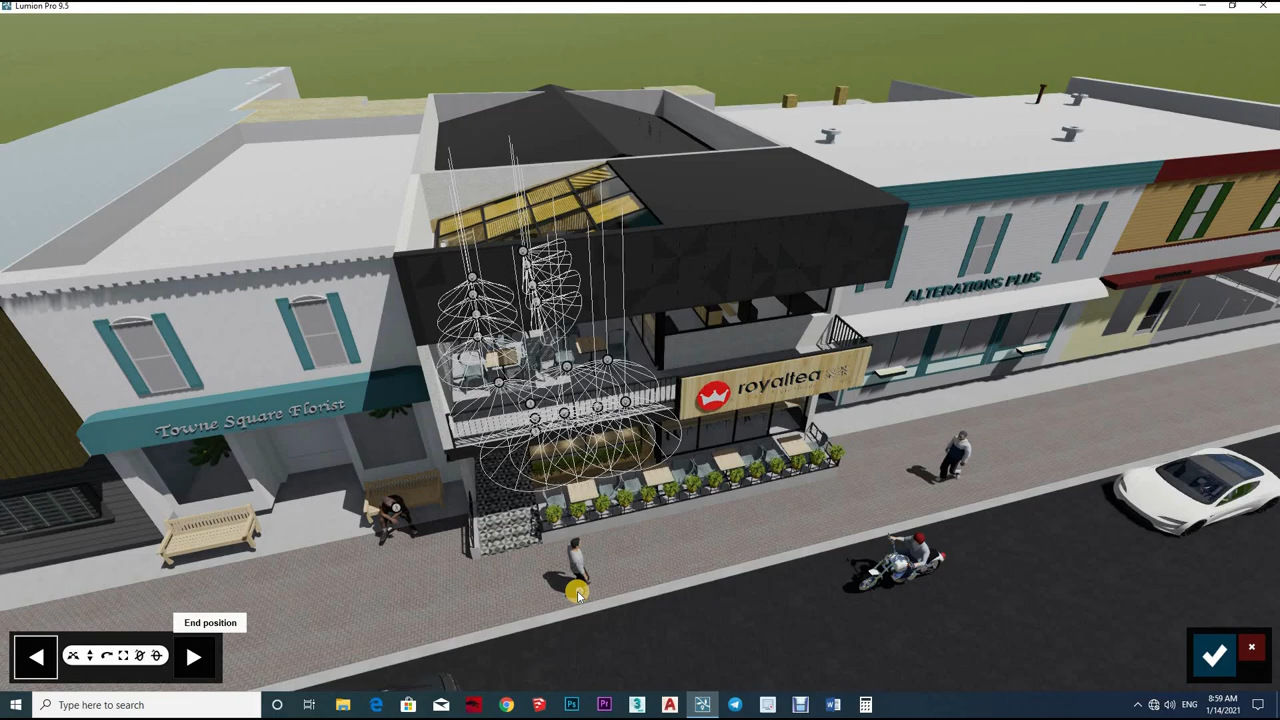 Lumion Pro 9.5
ALTERATIONS PLUS
royaltea
Towne Square Florist
End position
Type here to search
ENG
8:59 AM
1/14/2021